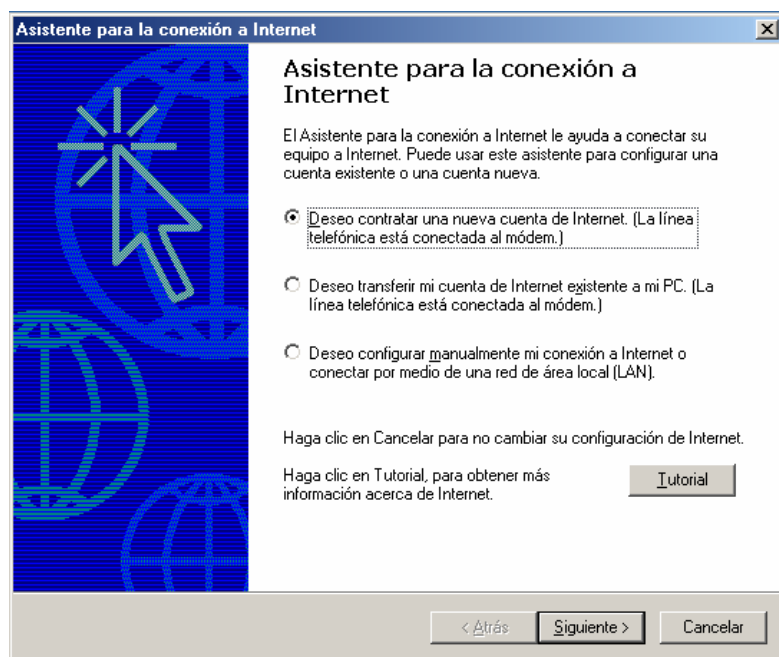 Asistente para la conexión a Internet
Asistente para la conexión a
Internet
El Asistente para la conexión a Internet le ayuda a conectar su
equipo a Internet. Puede usar este asistente para configurar una
cuenta existente o una cuenta nueva.
Deseo contratar una nueva cuenta de Internet. (La línea
telefónica está conectada al módem.)
Deseo transferir mi cuenta de Internet existente a mi PC. (La
línea telefónica está conectada al módem.)
Deseo configurar manualmente mi conexión a Internet o
conectar por medio de una red de área local (LAN).
Haga clic en Cancelar para no cambiar su configuración de Internet.
Haga clic en Tutorial, para obtener más
información acerca de Internet.
Tutorial
< Atrás
Siguiente >
Cancelar